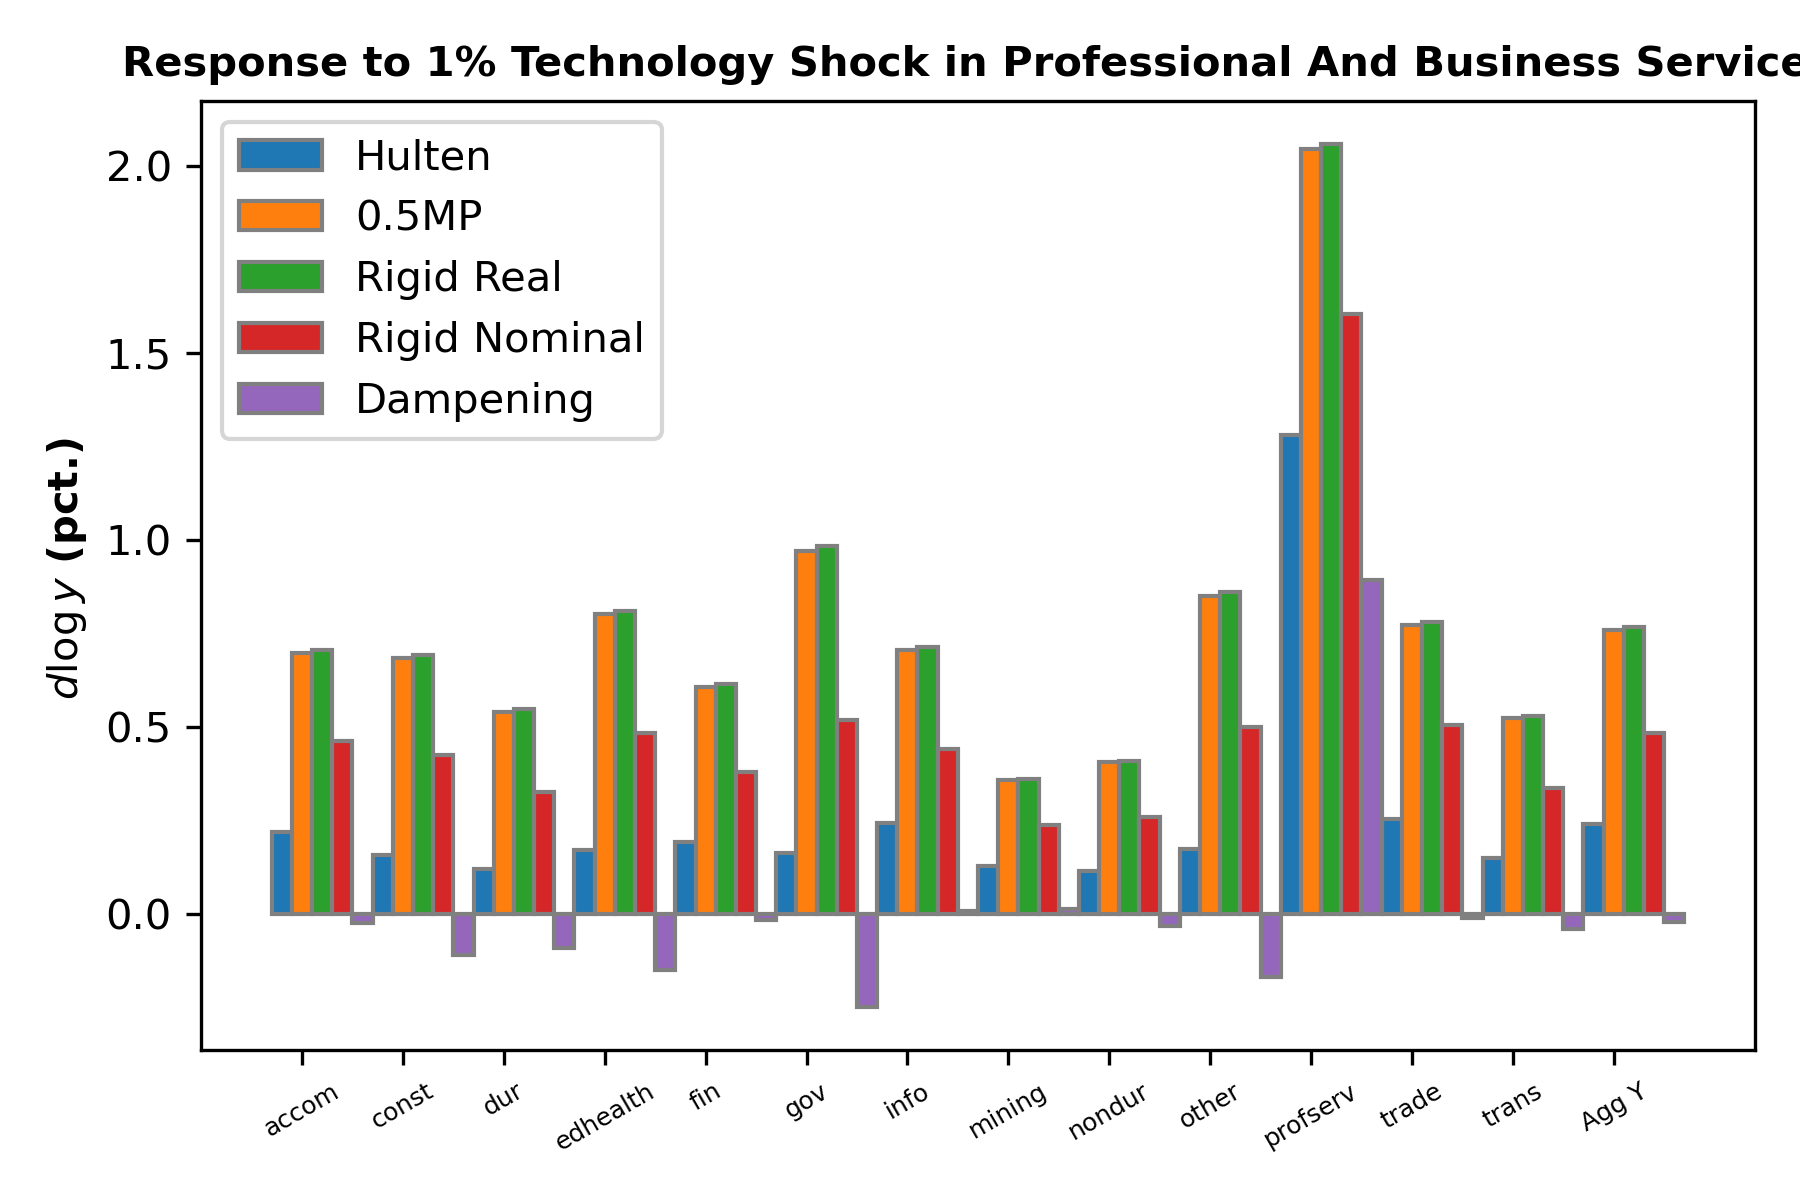 Response to 1% Technology Shock in Professional And Business Service
Hulten
0.5MP
Rigid Real
Rigid Nominal
Dampening
dlog y (pct.)
2.0
1.5
1.0
0.5
0.0
accom const dur edhealth fin gov info mining nondur other profserv trade trans Agg Y